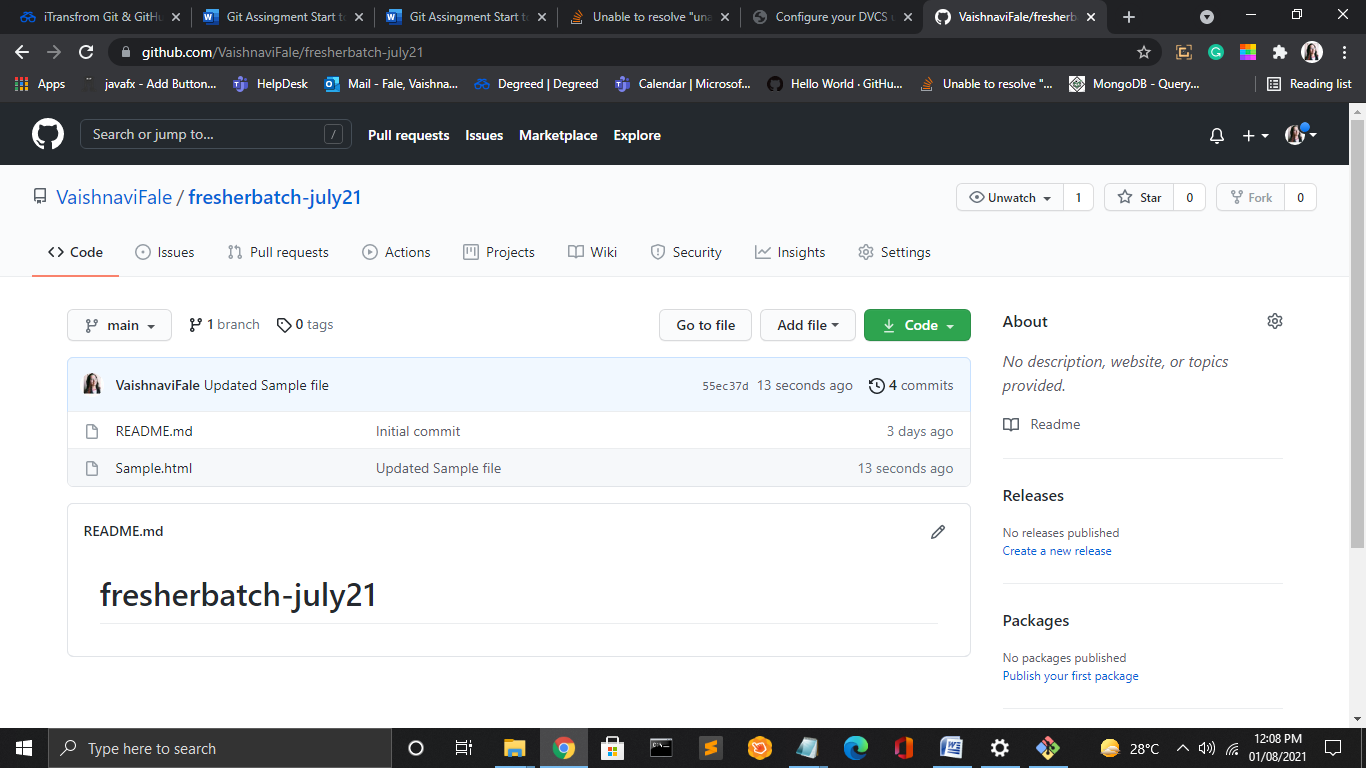 iTransfrom Git & GitHu
Git Assingment Start to
Git Assingment Start to
Unable to resolve "una
Configure your DVCS u
VaishnaviFale/fresherb
github.com/VaishnaviFale/fresherbatch-july21
Apps
javafx - Add Button...
HelpDesk
Mail - Fale, Vaishna...
Degreed | Degreed
Calendar | Microsof...
Hello World · GitHu...
Unable to resolve "...
MongoDB - Query...
Reading list
Search or jump to...
/
Pull requests
Issues
Marketplace
Explore
VaishnaviFale / fresherbatch-july21
Unwatch
1
Star
0
Fork
0
Code
Issues
Pull requests
Actions
Projects
Wiki
Security
Insights
Settings
main
1 branch
0 tags
Go to file
Add file
Code
VaishnaviFale Updated Sample file
55ec37d
13 seconds ago
4 commits
README.md
Initial commit
3 days ago
Sample.html
Updated Sample file
13 seconds ago
README.md
fresherbatch-july21
About
No description, website, or topics
provided.
Readme
Releases
No releases published
Create a new release
Packages
No packages published
Publish your first package
Type here to search
28°C
12:08 PM
01/08/2021